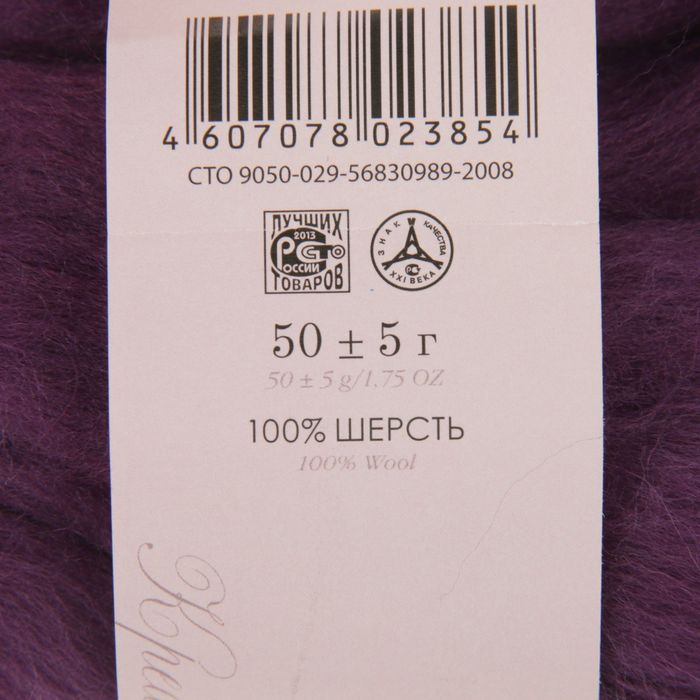 4 607078 023854
СТО 9050-029-56830989-2008
ЛУЧШИХ
2013
РОССИИ
ТОВАРОВ
ЗНАК КАЧЕСТВА
XXI ВЕКА
50 ± 5 г
50 ± 5 g/1,75 OZ
100% ШЕРСТЬ
100% Wool